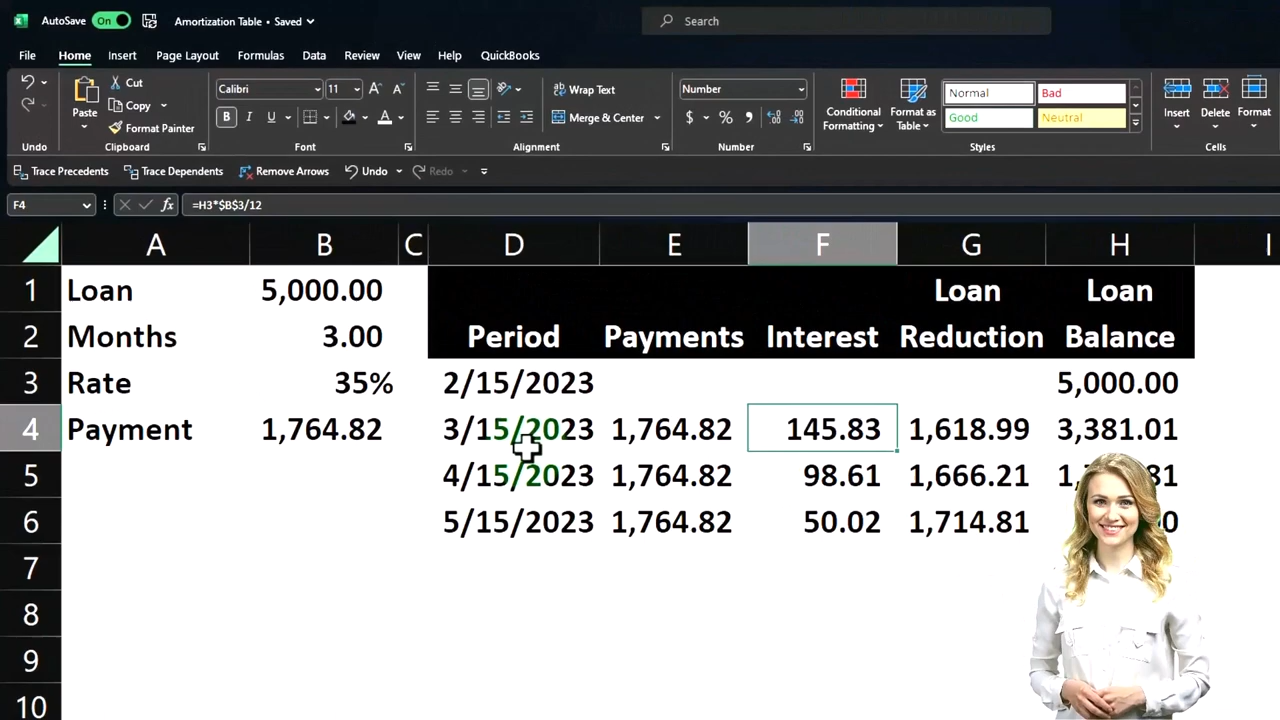 AutoSave On Amortization Table • Saved Search
File Home Insert Page Layout Formulas Data Review View Help QuickBooks
Cut Calibri 11 Wrap Text Number Normal Bad
Paste Copy Merge & Center Conditional Formatting Format as Table Good Neutral Insert Delete Format
Format Painter
Undo Clipboard Font Alignment Number Styles Cells
Trace Precedents Trace Dependents Remove Arrows Undo Redo
F4 fx =H3*$B$3/12
A B C D E F G H I
1 Loan 5,000.00 Loan Loan
2 Months 3.00 Period Payments Interest Reduction Balance
3 Rate 35% 2/15/2023 5,000.00
4 Payment 1,764.82 3/15/2023 1,764.82 145.83 1,618.99 3,381.01
5 4/15/2023 1,764.82 98.61 1,666.21
6 5/15/2023 1,764.82 50.02 1,714.81
7
8
9
10